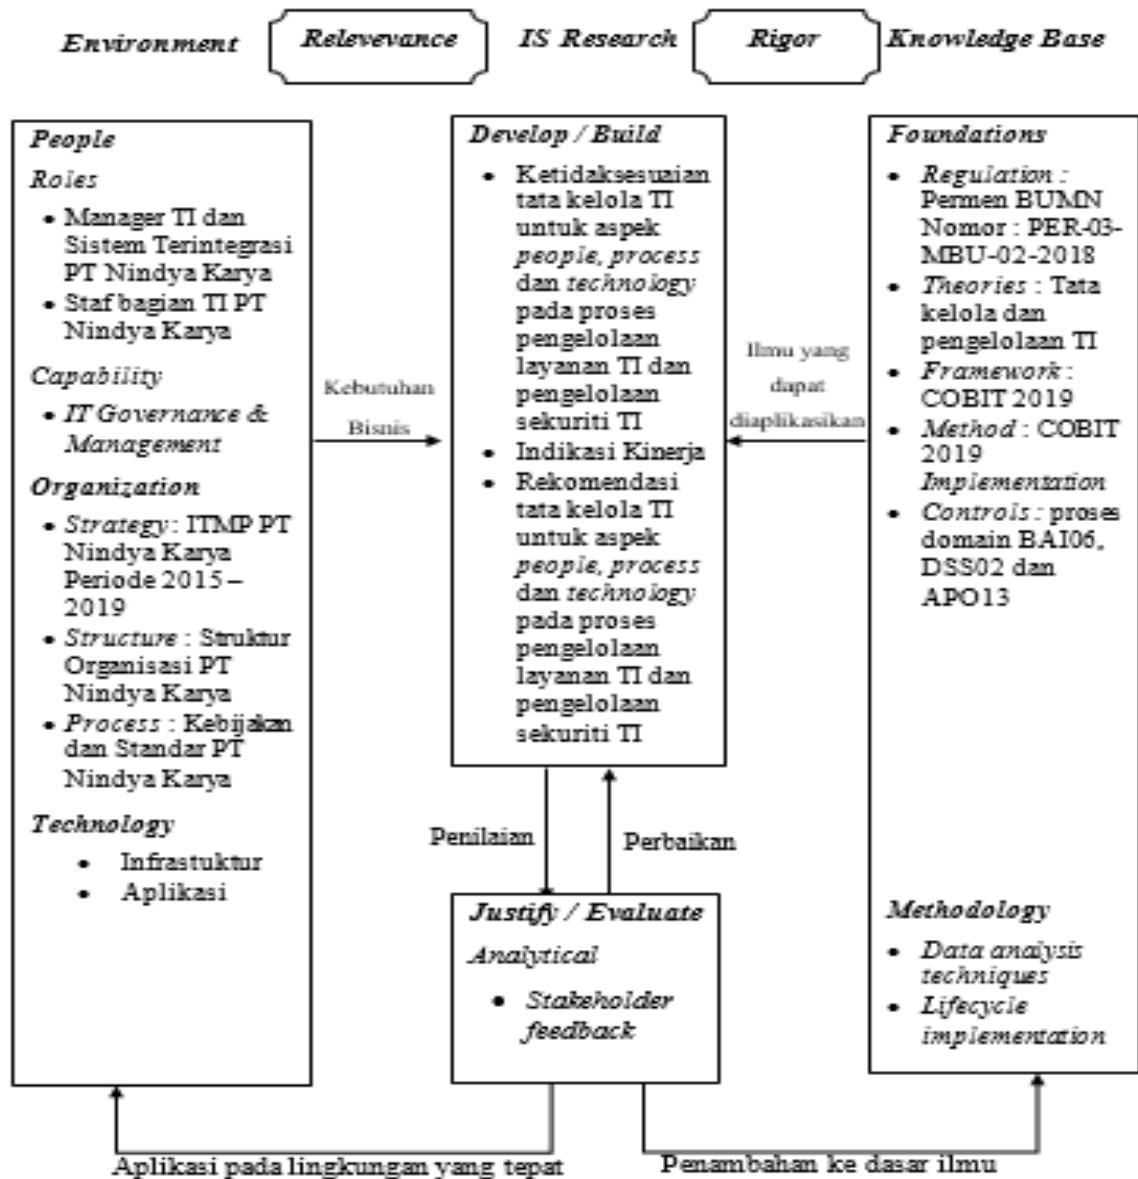 Environment
Relevevance
IS Research
Rigor
Knowledge Base
People
Roles
• Manager TI dan
Sistem Terintegrasi
PT Nindya Karya
• Staf bagian TI PT
Nindya Karya
Capability
• IT Governance &
Management
Organization
• Strategy : ITMP PT
Nindya Karya
Periode 2015 –
2019
• Structure : Struktur
Organisasi PT
Nindya Karya
• Process : Kebijakan
dan Standar PT
Nindya Karya
Technology
• Infrastuktur
• Aplikasi
Kebutuhan
Bisnis
Develop / Build
• Ketidaksesuaian
tata kelola TI
untuk aspek
people, process
dan technology
pada proses
pengelolaan
layanan TI dan
pengelolaan
sekuriti TI
• Indikasi Kinerja
• Rekomendasi
tata kelola TI
untuk aspek
people, process
dan technology
pada proses
pengelolaan
layanan TI dan
pengelolaan
sekuriti TI
Penilaian
Perbaikan
Justify / Evaluate
Analytical
• Stakeholder
feedback
Ilmu yang
dapat
diaplikasikan
Foundations
• Regulation :
Permen BUMN
Nomor : PER-03-
MBU-02-2018
• Theories : Tata
kelola dan
pengelolaan TI
• Framework :
COBIT 2019
• Method : COBIT
2019
Implementation
• Controls : proses
domain BAI06,
DSS02 dan
APO13
Methodology
• Data analysis
techniques
• Lifecycle
implementation
Aplikasi pada lingkungan yang tepat
Penambahan ke dasar ilmu